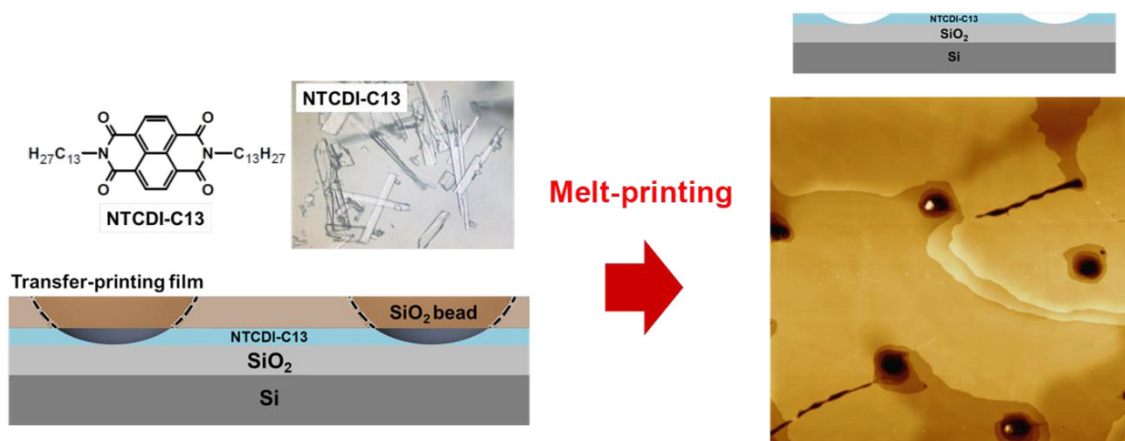 NTCDI-C13
SiO₂
Si
NTCDI-C13
H₂₇C₁₃
N
O
O
O
O
N
C₁₃H₂₇
NTCDI-C13
Melt-printing
Transfer-printing film
SiO₂ bead
NTCDI-C13
SiO₂
Si